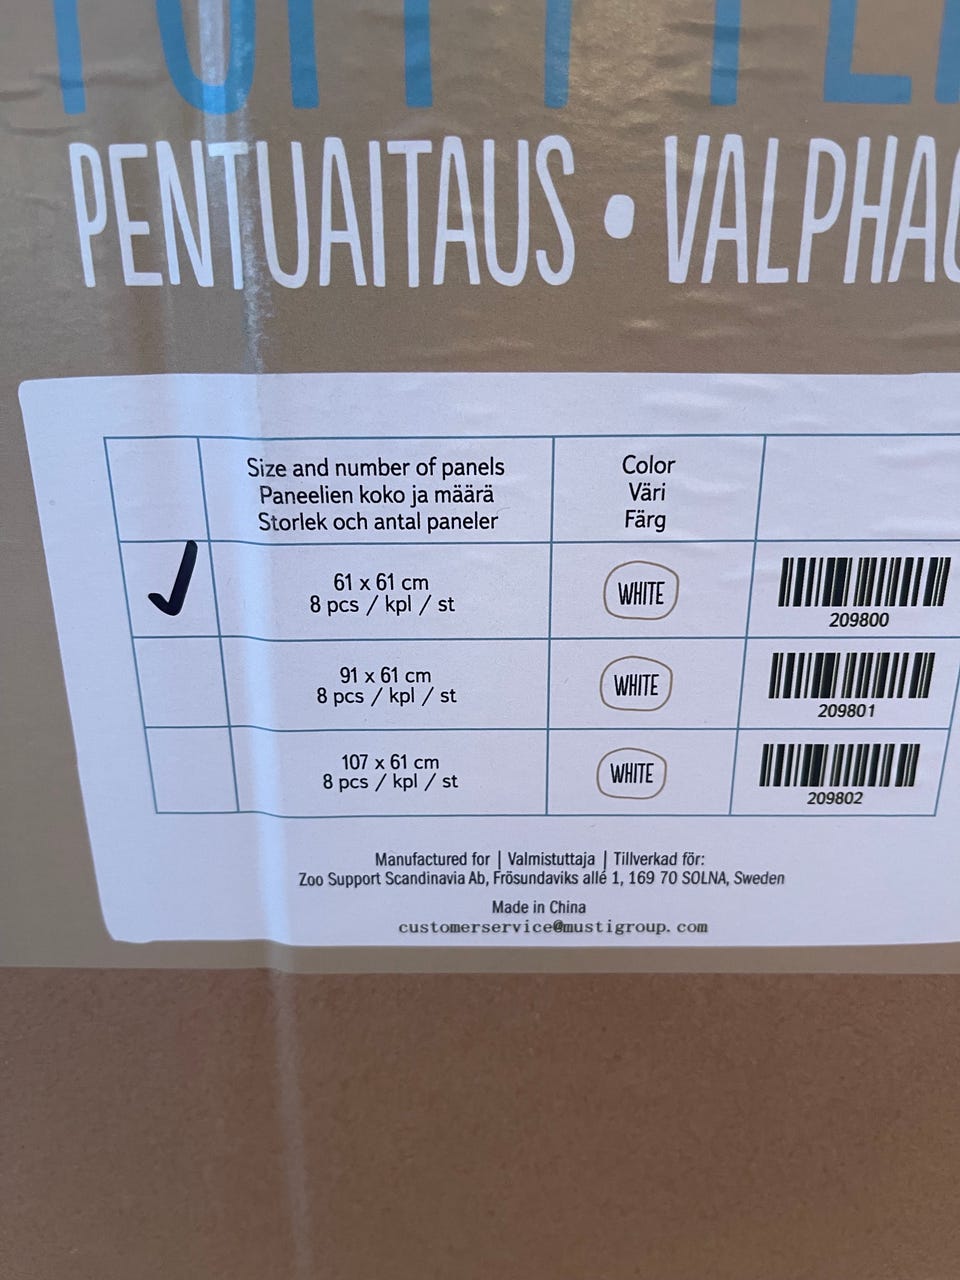 PENTUAITAUS • VALPHAG
Size and number of panels
Paneelien koko ja määrä
Storlek och antal paneler
Color
Väri
Färg
61 x 61 cm
8 pcs / kpl / st
WHITE
209800
91 x 61 cm
8 pcs / kpl / st
WHITE
209801
107 x 61 cm
8 pcs / kpl / st
WHITE
209802
Manufactured for | Valmistuttaja | Tillverkad för:
Zoo Support Scandinavia Ab, Frösundaviks allé 1, 169 70 SOLNA, Sweden
Made in China
customerservice@mustigroup.com